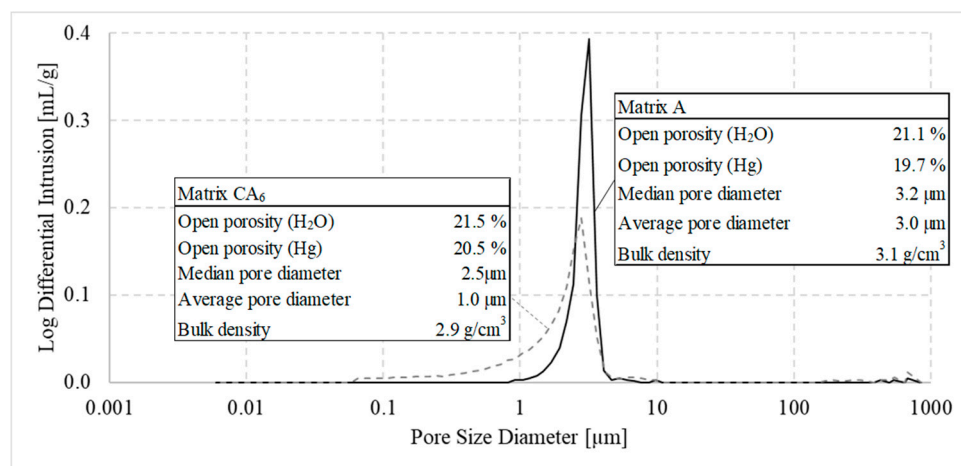 Log Differential Intrusion [mL/g]
0.4
0.3
0.2
0.1
0.0
Matrix A
Open porosity (H₂O) 21.1 %
Open porosity (Hg) 19.7 %
Median pore diameter 3.2 μm
Average pore diameter 3.0 μm
Bulk density 3.1 g/cm³
Matrix CA₆
Open porosity (H₂O) 21.5 %
Open porosity (Hg) 20.5 %
Median pore diameter 2.5μm
Average pore diameter 1.0 μm
Bulk density 2.9 g/cm³
0.001 0.01 0.1 1 10 100 1000
Pore Size Diameter [μm]